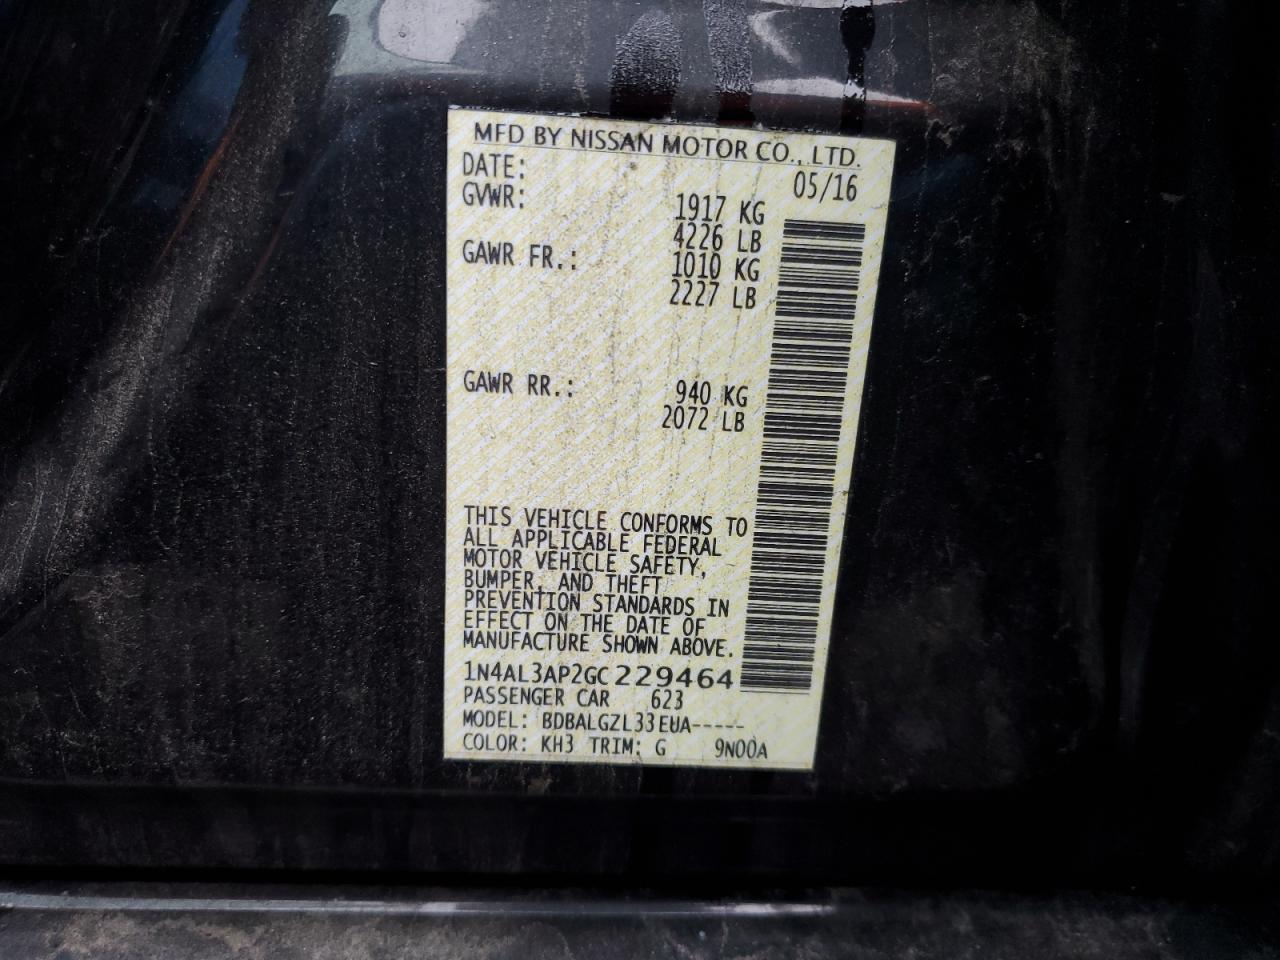 MFD BY NISSAN MOTOR CO., LTD.
DATE: 05/16
GVWR: 1917 KG
4226 LB
GAWR FR.: 1010 KG
2227 LB
GAWR RR.: 940 KG
2072 LB
THIS VEHICLE CONFORMS TO
ALL APPLICABLE FEDERAL
MOTOR VEHICLE SAFETY,
BUMPER, AND THEFT
PREVENTION STANDARDS IN
EFFECT ON THE DATE OF
MANUFACTURE SHOWN ABOVE.
1N4AL3AP2GC229464
PASSENGER CAR 623
MODEL: BDBALGZL33EUA-----
COLOR: KH3 TRIM: G 9N00A